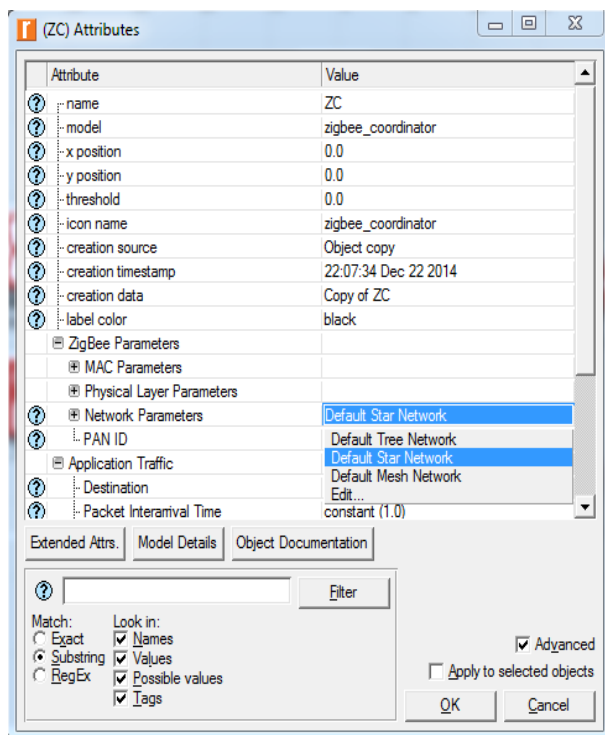 (ZC) Attributes
Attribute Value
name ZC
model zigbee_coordinator
x position 0.0
y position 0.0
threshold 0.0
icon name zigbee_coordinator
creation source Object copy
creation timestamp 22:07:34 Dec 22 2014
creation data Copy of ZC
label color black
ZigBee Parameters
MAC Parameters
Physical Layer Parameters
Network Parameters Default Star Network
PAN ID Default Tree Network
Default Star Network
Application Traffic
Default Mesh Network
Destination
Edit...
Packet Interarrival Time constant (1.0)
Extended Attrs. Model Details Object Documentation
Filter
Match: Look in:
Exact Names
Substring Values
RegEx Possible values
Tags
Advanced
Apply to selected objects
OK Cancel